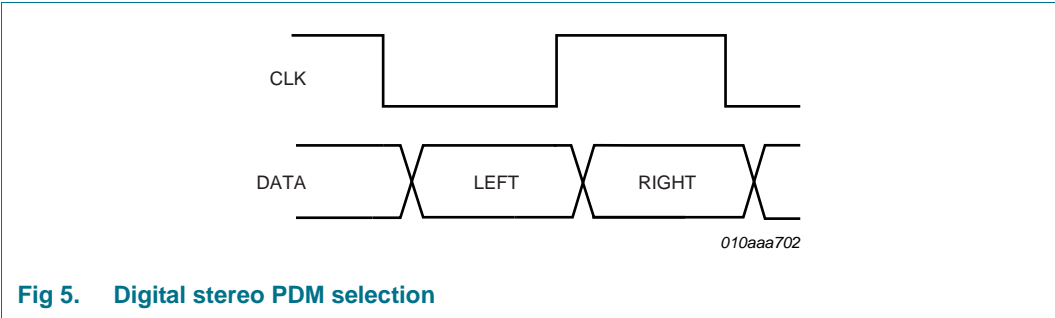 CLK
DATA
LEFT
RIGHT
010aaa702
Fig 5. Digital stereo PDM selection